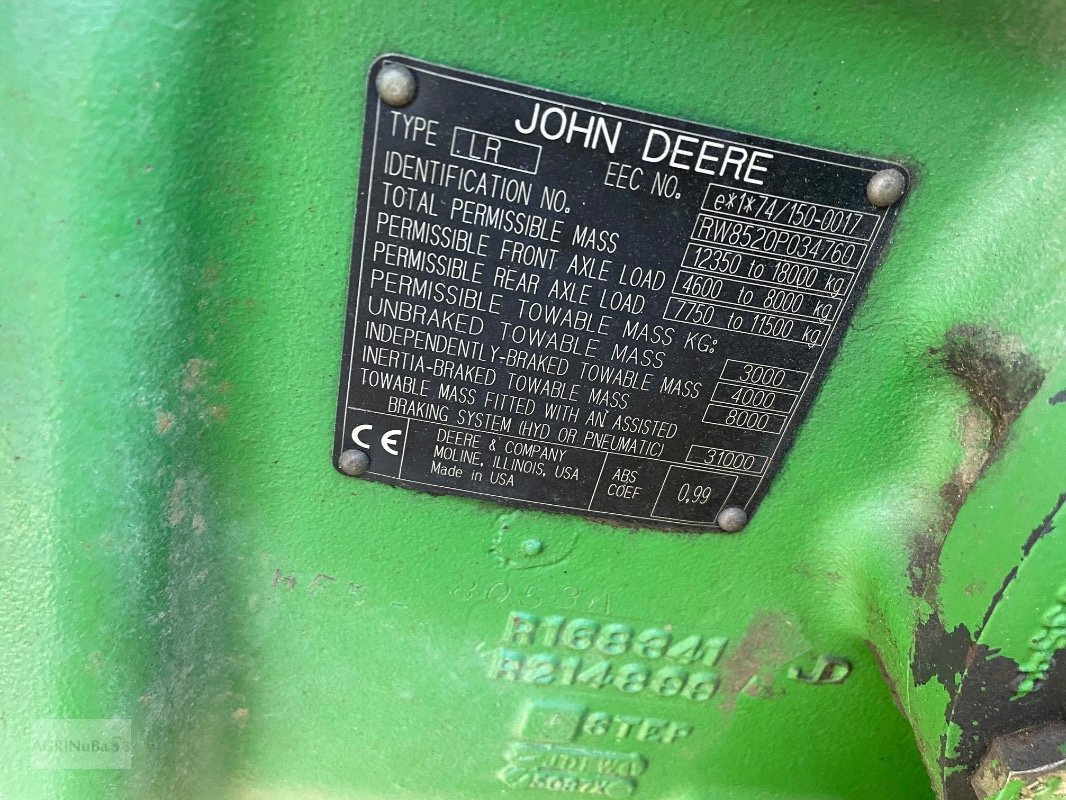 JOHN DEERE
TYPE LR EEC NO. e*1*74/150-0017
IDENTIFICATION NO. RW8520P034760
TOTAL PERMISSIBLE MASS 12350 to 18000 kg
PERMISSIBLE FRONT AXLE LOAD 4600 to 8000 kg
PERMISSIBLE REAR AXLE LOAD 7750 to 11500 kg
PERMISSIBLE TOWABLE MASS KG:
UNBRAKED TOWABLE MASS 3000
INDEPENDENTLY-BRAKED TOWABLE MASS 4000
INERTIA-BRAKED TOWABLE MASS 8000
TOWABLE MASS FITTED WITH AN ASSISTED
BRAKING SYSTEM (HYD OR PNEUMATIC) 31000
CE
DEERE & COMPANY
MOLINE, ILLINOIS, USA
Made in USA
ABS
COEF
0,99
8053A
R168641
JD